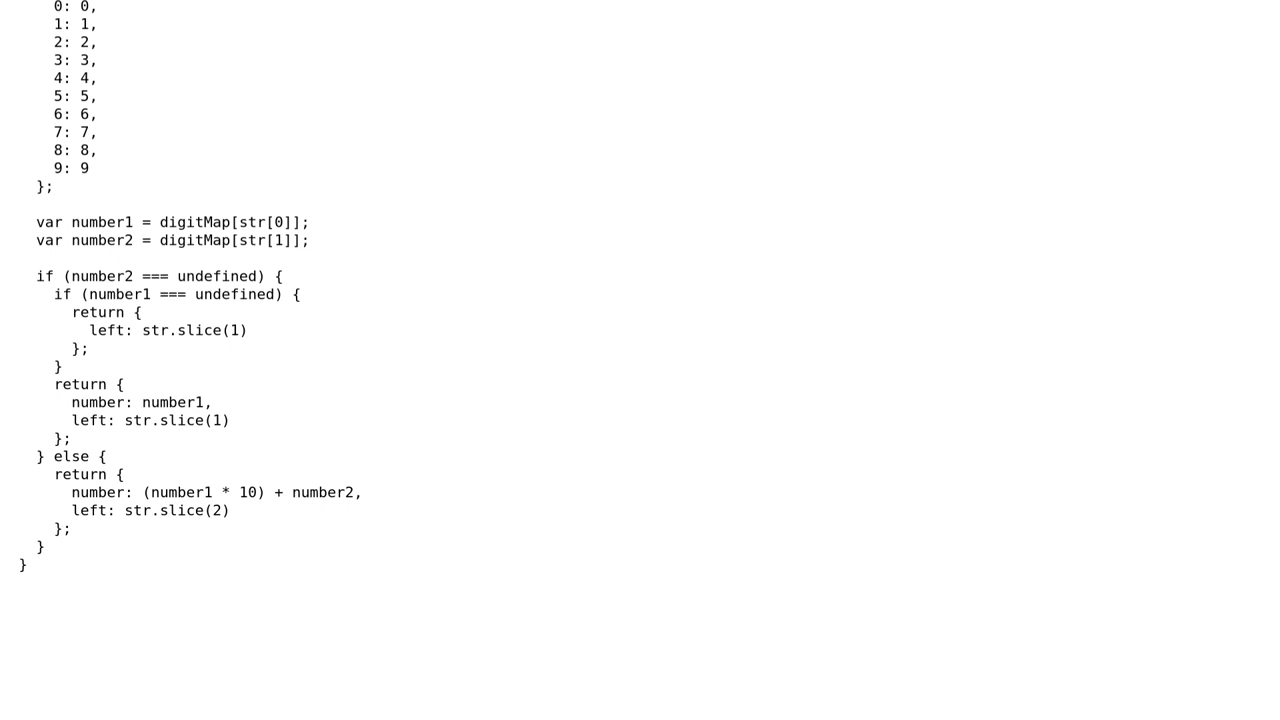 0: 0,
    1: 1,
    2: 2,
    3: 3,
    4: 4,
    5: 5,
    6: 6,
    7: 7,
    8: 8,
    9: 9
  };

  var number1 = digitMap[str[0]];
  var number2 = digitMap[str[1]];

  if (number2 === undefined) {
    if (number1 === undefined) {
      return {
        left: str.slice(1)
      };
    }
    return {
      number: number1,
      left: str.slice(1)
    };
  } else {
    return {
      number: (number1 * 10) + number2,
      left: str.slice(2)
    };
  }
}